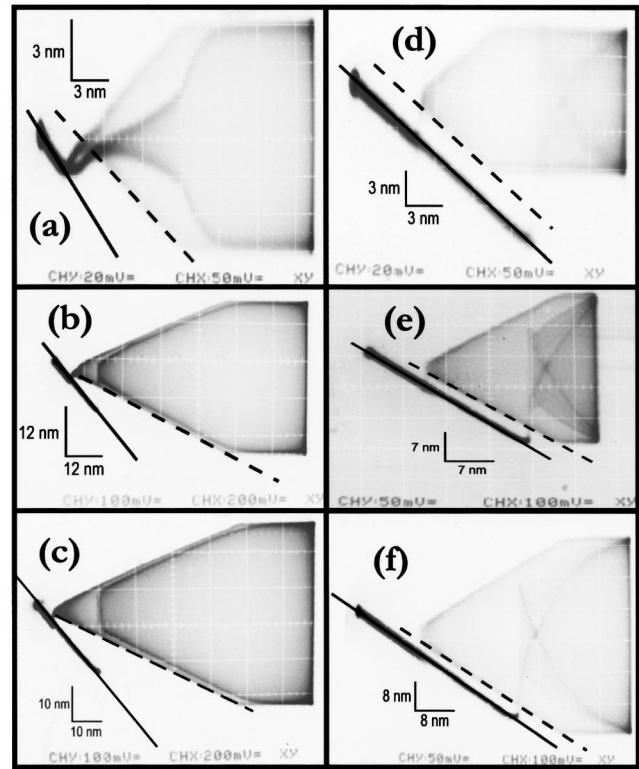 (a)
3 nm
3 nm
CHY:20mV= CHX:50mV= XY
(b)
12 nm
12 nm
CHY:100mV= CHX:200mV= XY
(c)
10 nm
10 nm
CHY:100mV= CHX:200mV= XY
(d)
3 nm
3 nm
CHY:20mV= CHX:50mV= XY
(e)
7 nm
7 nm
CHY:50mV= CHX:100mV= XY
(f)
8 nm
8 nm
CHY:50mV= CHX:100mV= XY